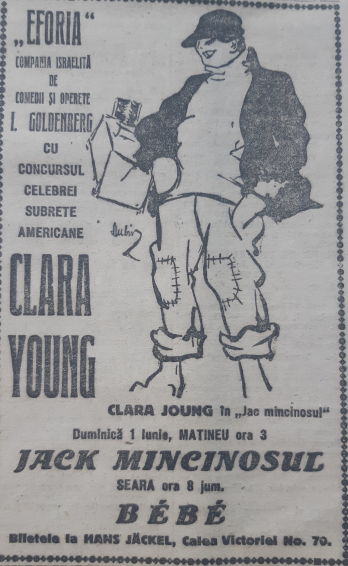 „EFORIA"
COMPANIA ISRAELITĂ
DE
COMEDII ȘI OPERETE
I. GOLDENBERG
CU
CONCURSUL
CELEBREI
SUBRETE
AMERICANE
CLARA
YOUNG
CLARA JOUNG în „Jac mincinosul"
Duminică 1 Iunie, MATINEU ora 3
JACK MINCINOSUL
SEARA ora 8 jum.
BÉBÉ
Biletele la HANS JÄCKEL, Calea Victoriei No. 70.